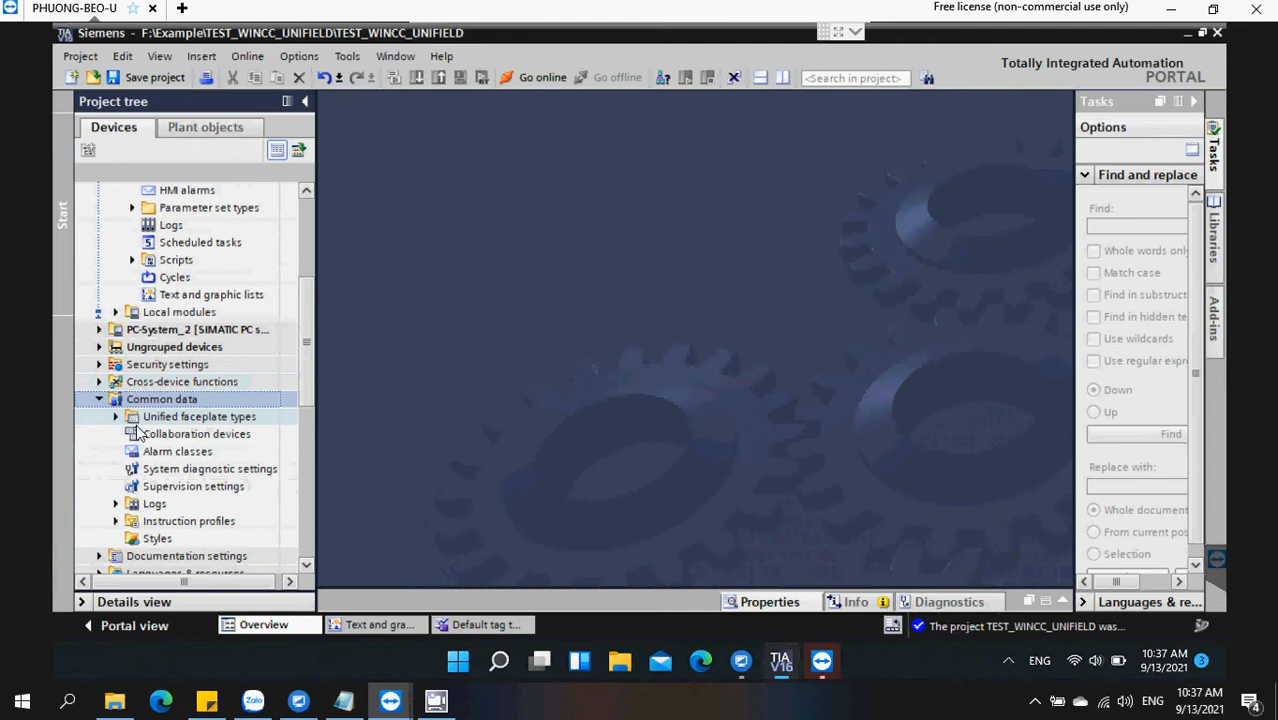 PHUONG-BEO-U
Free license (non-commercial use only)
Siemens - F:\Example\TEST_WINCC_UNIFIELD\TEST_WINCC_UNIFIELD
Project Edit View Insert Online Options Tools Window Help
Totally Integrated Automation
PORTAL
Save project
Go online
Go offline
<Search in project>
Project tree
Tasks
Devices
Plant objects
Options
Start
Find and replace
HMI alarms
Parameter set types
Logs
Scheduled tasks
Scripts
Cycles
Text and graphic lists
Local modules
PC-System_2 [SIMATIC PC s...
Ungrouped devices
Security settings
Cross-device functions
Common data
Unified faceplate types
Collaboration devices
Alarm classes
System diagnostic settings
Supervision settings
Logs
Instruction profiles
Styles
Documentation settings
Languages & resources
Find:
Whole words only
Match case
Find in substruct
Find in hidden te
Use wildcards
Use regular expre
Down
Up
Find
Replace with:
Whole document
From current pos
Selection
Languages & re...
Tasks
Libraries
Add-ins
Properties
Info
Diagnostics
Details view
Portal view
Overview
Text and gra...
Default tag t...
The project TEST_WINCC_UNIFIELD was...
TIA
V16
ENG
10:37 AM
9/13/2021
3
Zalo
ENG
10:37 AM
9/13/2021
4